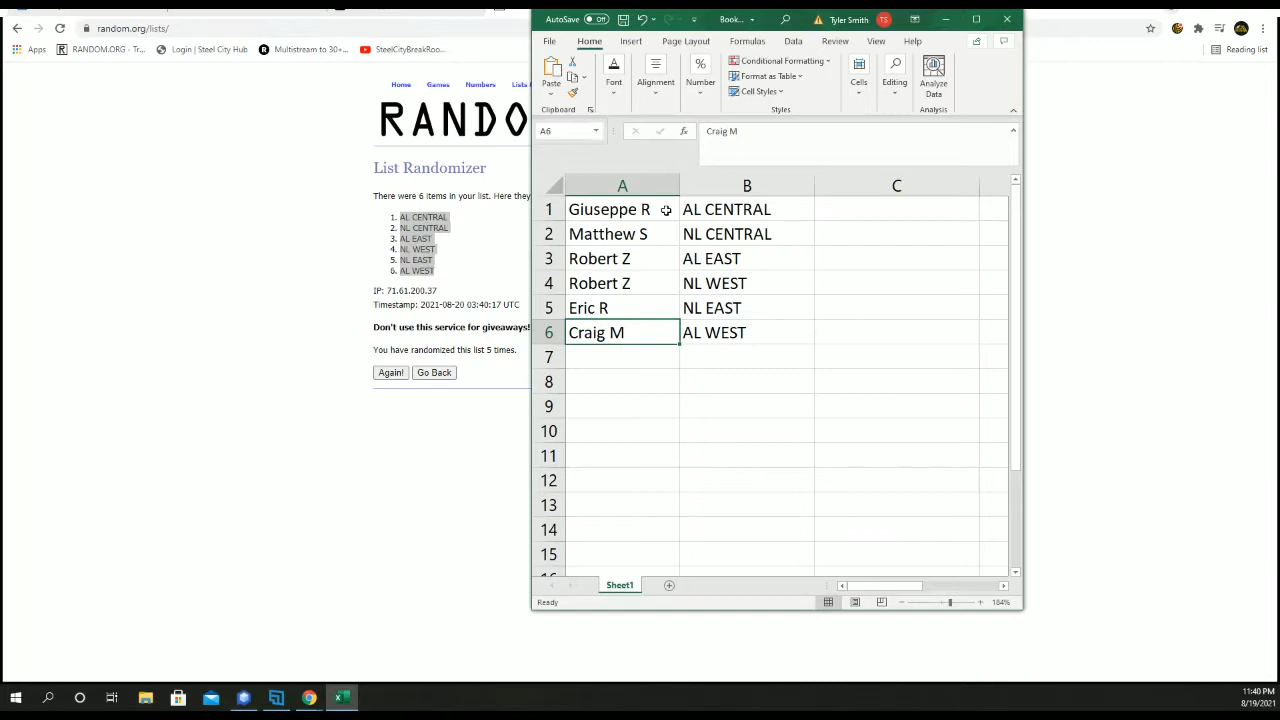 random.org/lists/
Reading list
Apps
RANDOM.ORG - Tr...
Login | Steel City Hub
Multistream to 30+...
SteelCityBreakRoo...
Home
Games
Numbers
Lists
RANDO
List Randomizer
There were 6 items in your list. Here they
1. AL CENTRAL
2. NL CENTRAL
3. AL EAST
4. NL WEST
5. NL EAST
6. AL WEST
IP: 71.61.200.37
Timestamp: 2021-08-20 03:40:17 UTC
Don't use this service for giveaways!
You have randomized this list 5 times.
Again!
Go Back
AutoSave Off
Book...
Tyler Smith
TS
File
Home
Insert
Page Layout
Formulas
Data
Review
View
Help
Paste
Clipboard
Font
Alignment
Number
Conditional Formatting
Format as Table
Cell Styles
Styles
Cells
Editing
Analyze
Data
Analysis
A6
fx
Craig M
A B C
1 Giuseppe R AL CENTRAL
2 Matthew S NL CENTRAL
3 Robert Z AL EAST
4 Robert Z NL WEST
5 Eric R NL EAST
6 Craig M AL WEST
7
8
9
10
11
12
13
14
15
Sheet1
Ready
184%
11:40 PM
8/19/2021